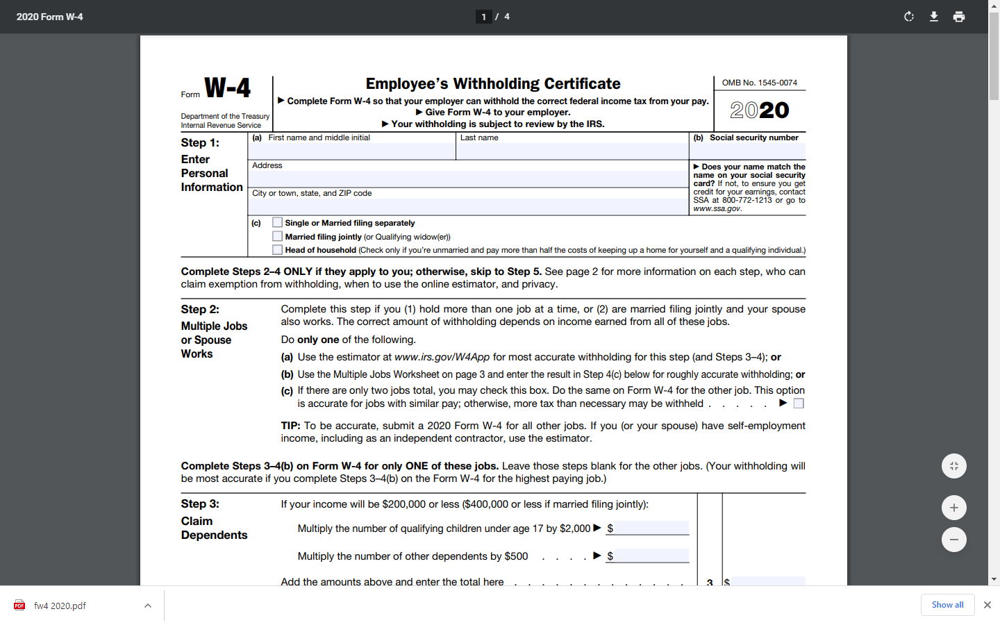 2020 Form W-4
1 / 4
Form W-4
Department of the Treasury
Internal Revenue Service
Employee's Withholding Certificate
▶ Complete Form W-4 so that your employer can withhold the correct federal income tax from your pay.
▶ Give Form W-4 to your employer.
▶ Your withholding is subject to review by the IRS.
OMB No. 1545-0074
2020
Step 1:
Enter
Personal
Information
(a) First name and middle initial
Last name
(b) Social security number
Address
City or town, state, and ZIP code
▶ Does your name match the
name on your social security
card? If not, to ensure you get
credit for your earnings, contact
SSA at 800-772-1213 or go to
www.ssa.gov.
(c)
Single or Married filing separately
Married filing jointly (or Qualifying widow(er))
Head of household (Check only if you're unmarried and pay more than half the costs of keeping up a home for yourself and a qualifying individual.)
Complete Steps 2–4 ONLY if they apply to you; otherwise, skip to Step 5. See page 2 for more information on each step, who can
claim exemption from withholding, when to use the online estimator, and privacy.
Step 2:
Multiple Jobs
or Spouse
Works
Complete this step if you (1) hold more than one job at a time, or (2) are married filing jointly and your spouse
also works. The correct amount of withholding depends on income earned from all of these jobs.
Do only one of the following.
(a) Use the estimator at www.irs.gov/W4App for most accurate withholding for this step (and Steps 3–4); or
(b) Use the Multiple Jobs Worksheet on page 3 and enter the result in Step 4(c) below for roughly accurate withholding; or
(c) If there are only two jobs total, you may check this box. Do the same on Form W-4 for the other job. This option
is accurate for jobs with similar pay; otherwise, more tax than necessary may be withheld . . . . . ▶
TIP: To be accurate, submit a 2020 Form W-4 for all other jobs. If you (or your spouse) have self-employment
income, including as an independent contractor, use the estimator.
Complete Steps 3–4(b) on Form W-4 for only ONE of these jobs. Leave those steps blank for the other jobs. (Your withholding will
be most accurate if you complete Steps 3–4(b) on the Form W-4 for the highest paying job.)
Step 3:
Claim
Dependents
If your income will be $200,000 or less ($400,000 or less if married filing jointly):
Multiply the number of qualifying children under age 17 by $2,000 ▶ $
Multiply the number of other dependents by $500 . . . . ▶ $
Add the amounts above and enter the total here . . . . . . . . . . . . . 3 $
fw4 2020.pdf
Show all